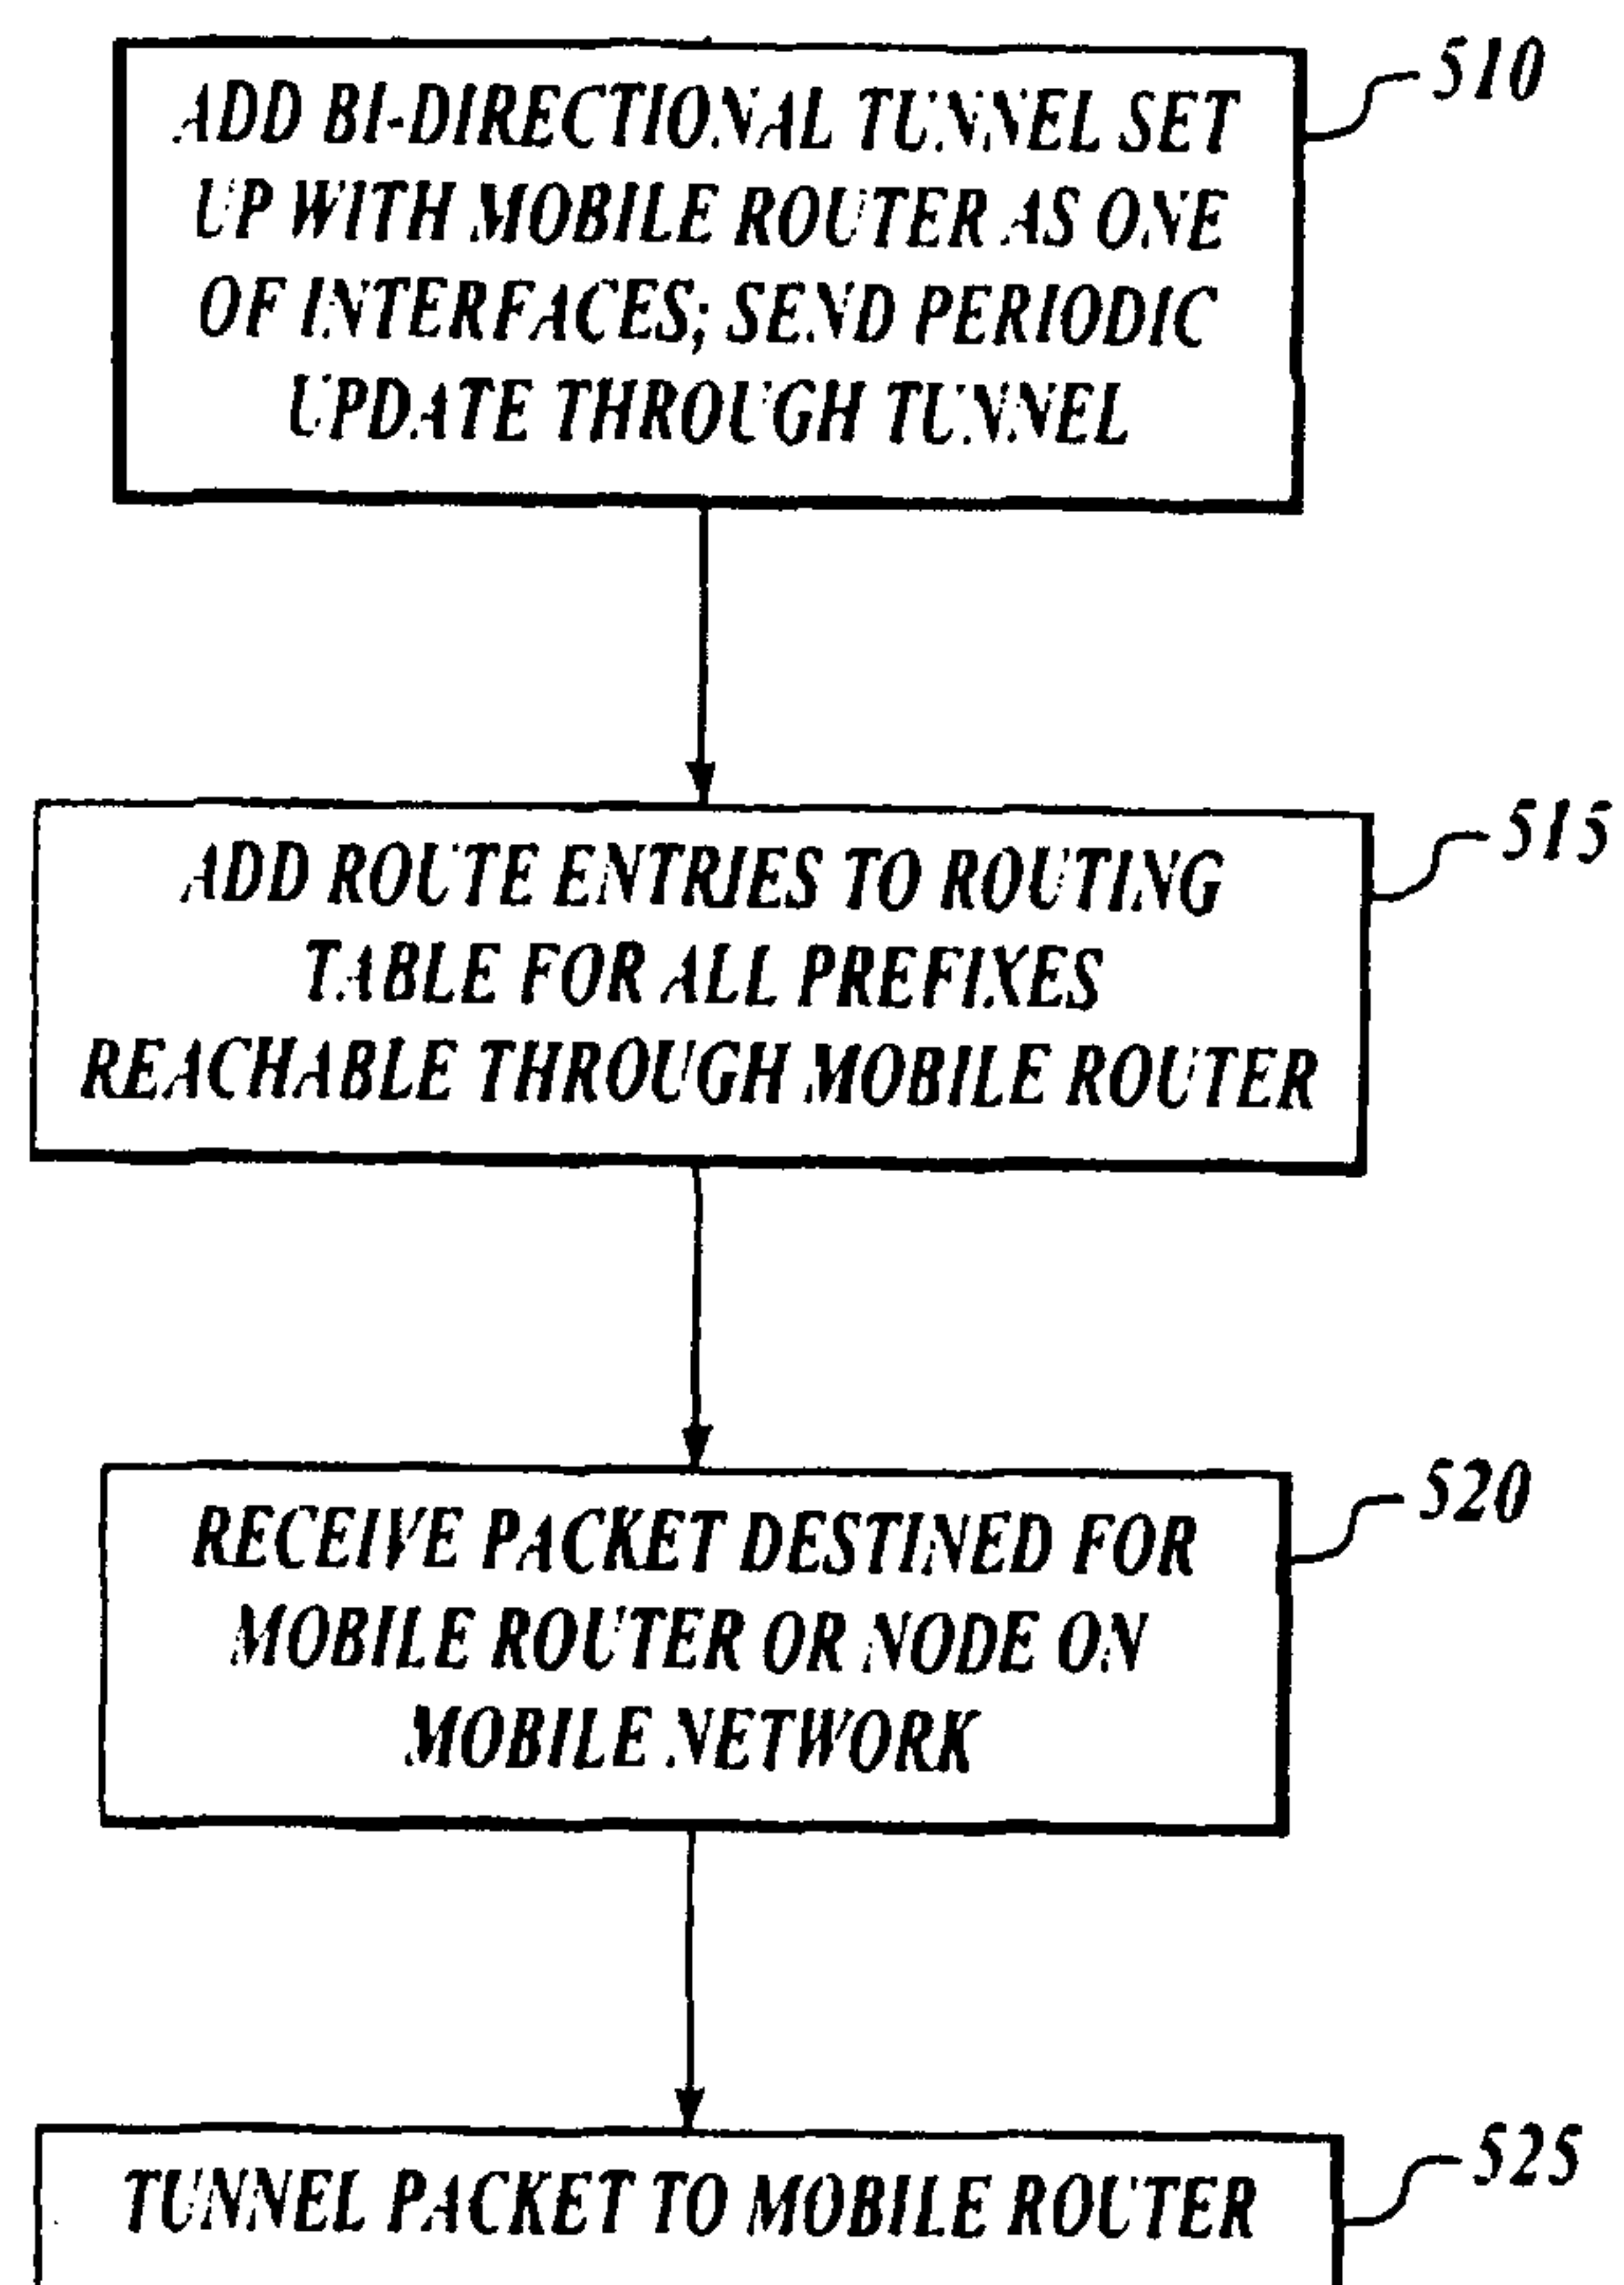 ADD BI-DIRECTIONAL TUNNEL SET
UP WITH MOBILE ROUTER AS ONE
OF INTERFACES; SEND PERIODIC
UPDATE THROUGH TUNNEL
510
ADD ROUTE ENTRIES TO ROUTING
TABLE FOR ALL PREFIXES
REACHABLE THROUGH MOBILE ROUTER
515
RECEIVE PACKET DESTINED FOR
MOBILE ROUTER OR NODE ON
MOBILE NETWORK
520
TUNNEL PACKET TO MOBILE ROUTER
525